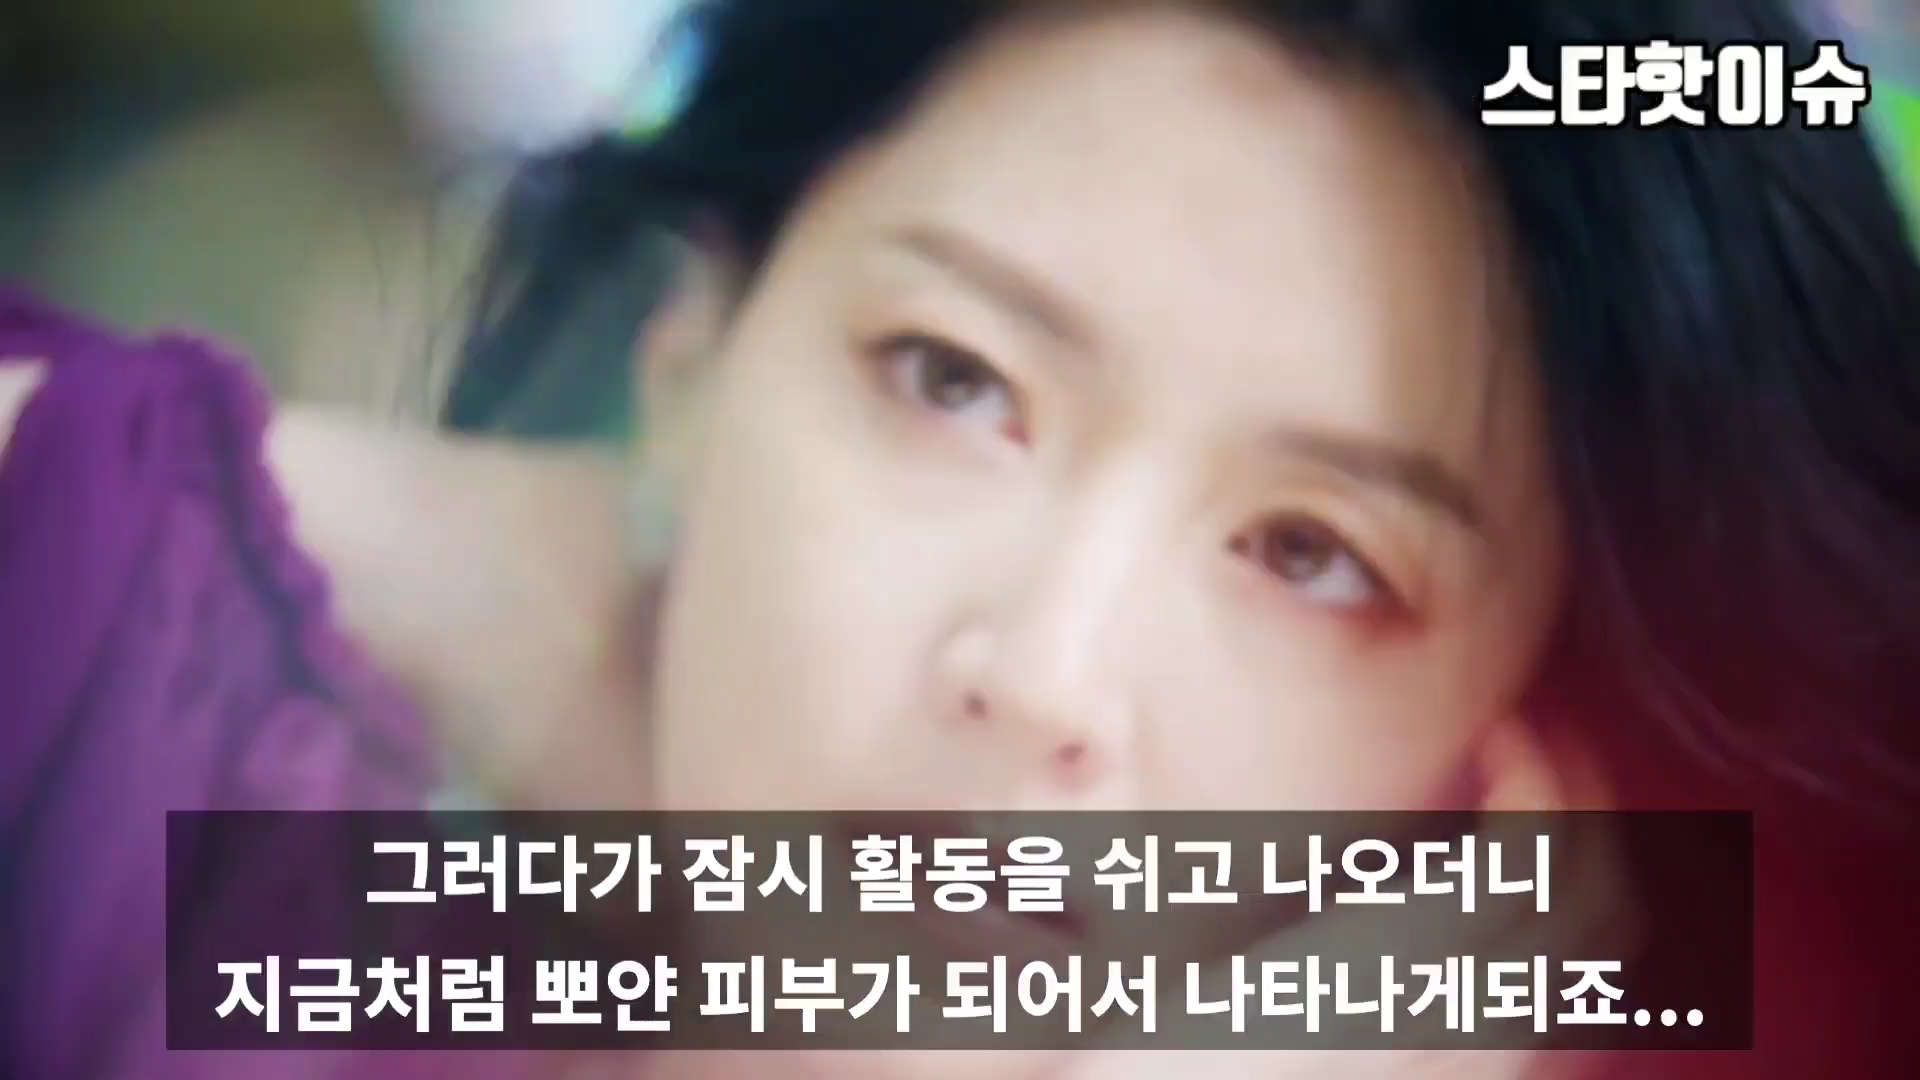 스타핫이슈
그러다가 잠시 활동을 쉬고 나오더니
지금처럼 뽀얀 피부가 되어서 나타나게되죠...